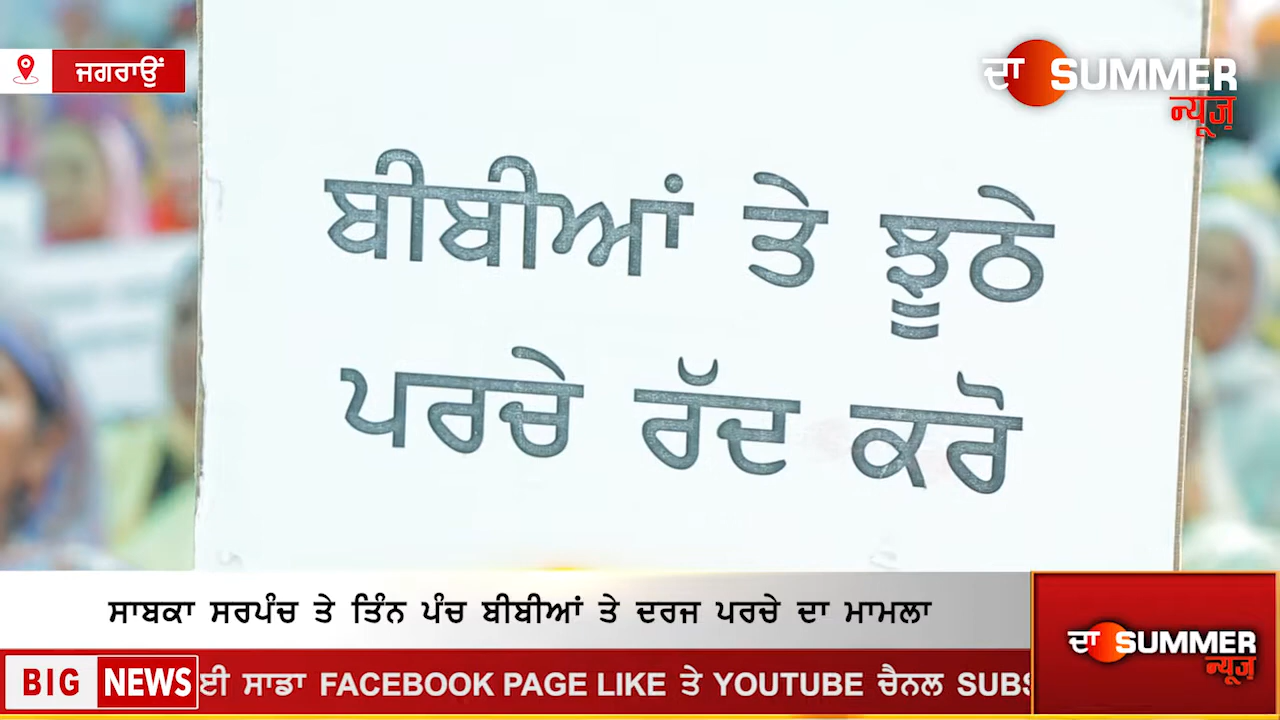 ਜਗਰਾਉਂ
ਦਾ SUMMER
ਨਿਊਜ਼
ਬੀਬੀਆਂ ਤੇ ਝੂਠੇ
ਪਰਚੇ ਰੱਦ ਕਰੋ
ਸਾਬਕਾ ਸਰਪੰਚ ਤੇ ਤਿੰਨ ਪੰਚ ਬੀਬੀਆਂ ਤੇ ਦਰਜ ਪਰਚੇ ਦਾ ਮਾਮਲਾ
BIG NEWS ਈ ਸਾਡਾ FACEBOOK PAGE LIKE ਤੇ YOUTUBE ਚੈਨਲ SUBS
ਦਾ SUMMER
ਨਿਊਜ਼